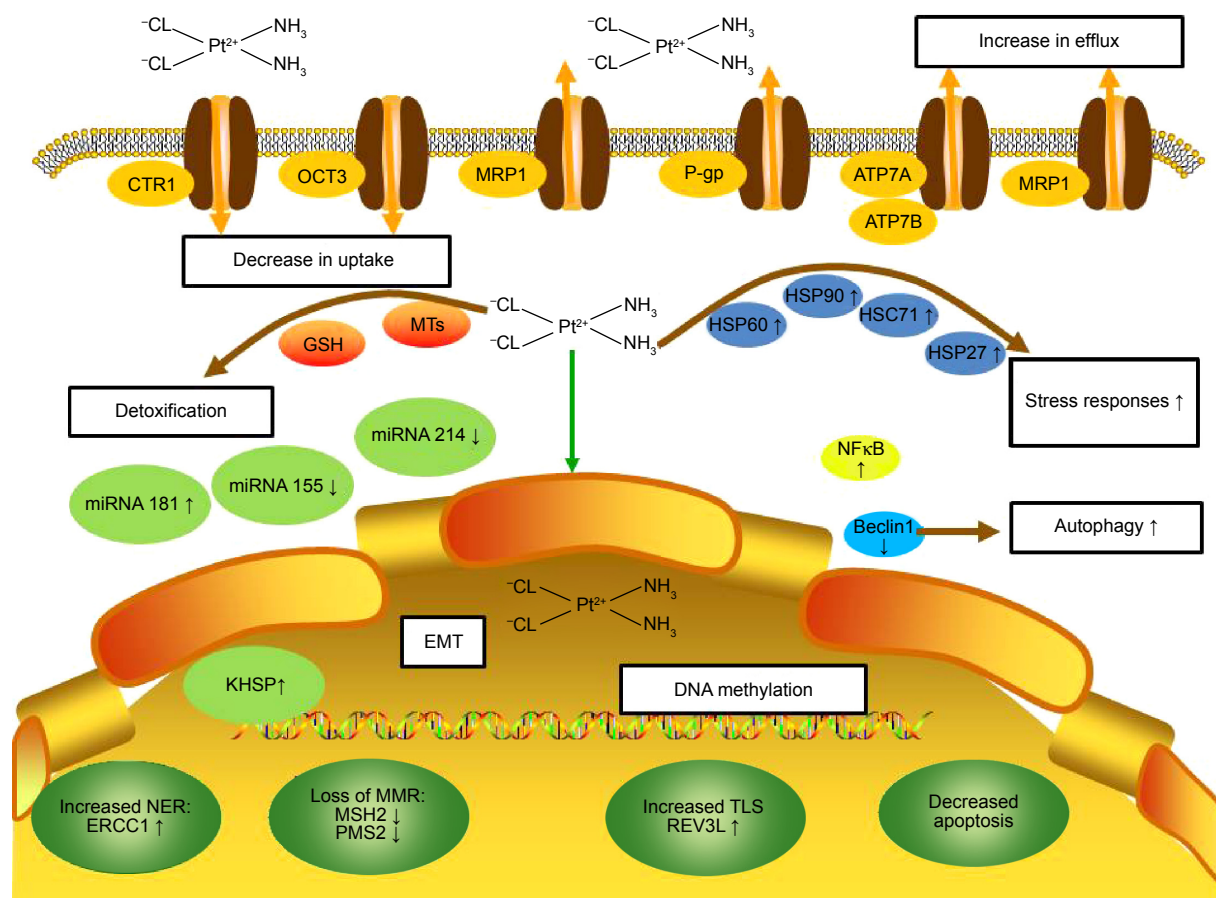 ⁻CL
NH₃
Pt²⁺
⁻CL
NH₃
⁻CL
NH₃
Pt²⁺
⁻CL
NH₃
Increase in efflux
CTR1
OCT3
MRP1
P-gp
ATP7A
ATP7B
MRP1
Decrease in uptake
⁻CL
NH₃
Pt²⁺
⁻CL
NH₃
MTs
GSH
Detoxification
HSP60 ↑
HSP90 ↑
HSC71 ↑
HSP27 ↑
Stress responses ↑
miRNA 214 ↓
miRNA 155 ↓
miRNA 181 ↑
NFκB
↑
Beclin1
↓
Autophagy ↑
⁻CL
NH₃
Pt²⁺
⁻CL
NH₃
EMT
KHSP↑
DNA methylation
Increased NER:
ERCC1 ↑
Loss of MMR:
MSH2 ↓
PMS2 ↓
Increased TLS
REV3L ↑
Decreased
apoptosis